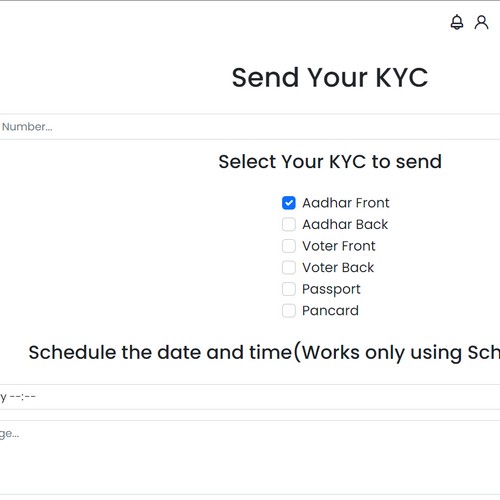 Send Your KYC
Number...
Select Your KYC to send
Aadhar Front
Aadhar Back
Voter Front
Voter Back
Passport
Pancard
Schedule the date and time(Works only using Sch
y --:--
ge...